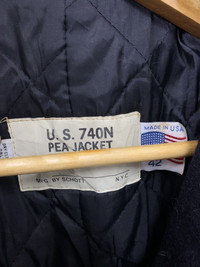 U. S. 740N
PEA JACKET
MFG. BY SCHOTT N.Y.C.
MADE IN USA
42